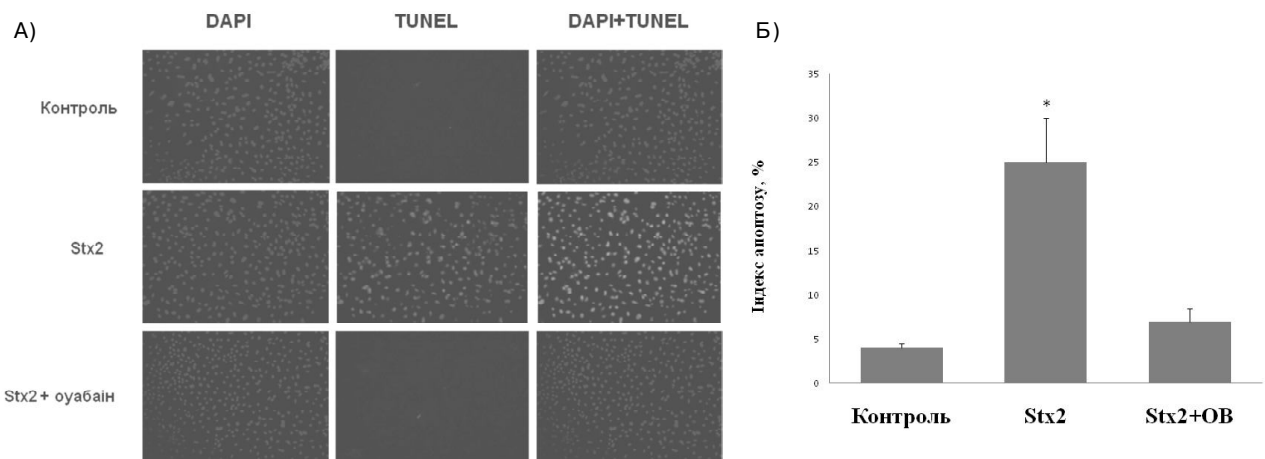 А)
DAPI TUNEL DAPI+TUNEL
Контроль
Stx2
Stx2+ оуабаін
Б)
Індекс апоптозу, %
35
30
25
20
15
10
5
0
*
Контроль Stx2 Stx2+ОВ